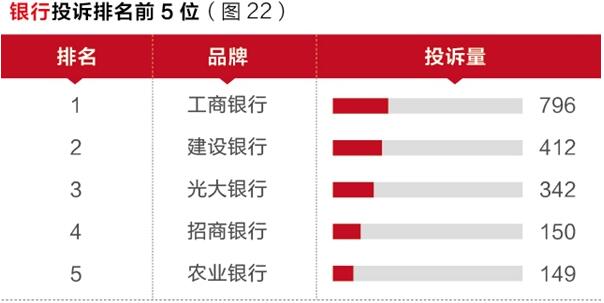 银行投诉排名前 5 位（图 22）
排名 品牌 投诉量
1 工商银行 796
2 建设银行 412
3 光大银行 342
4 招商银行 150
5 农业银行 149